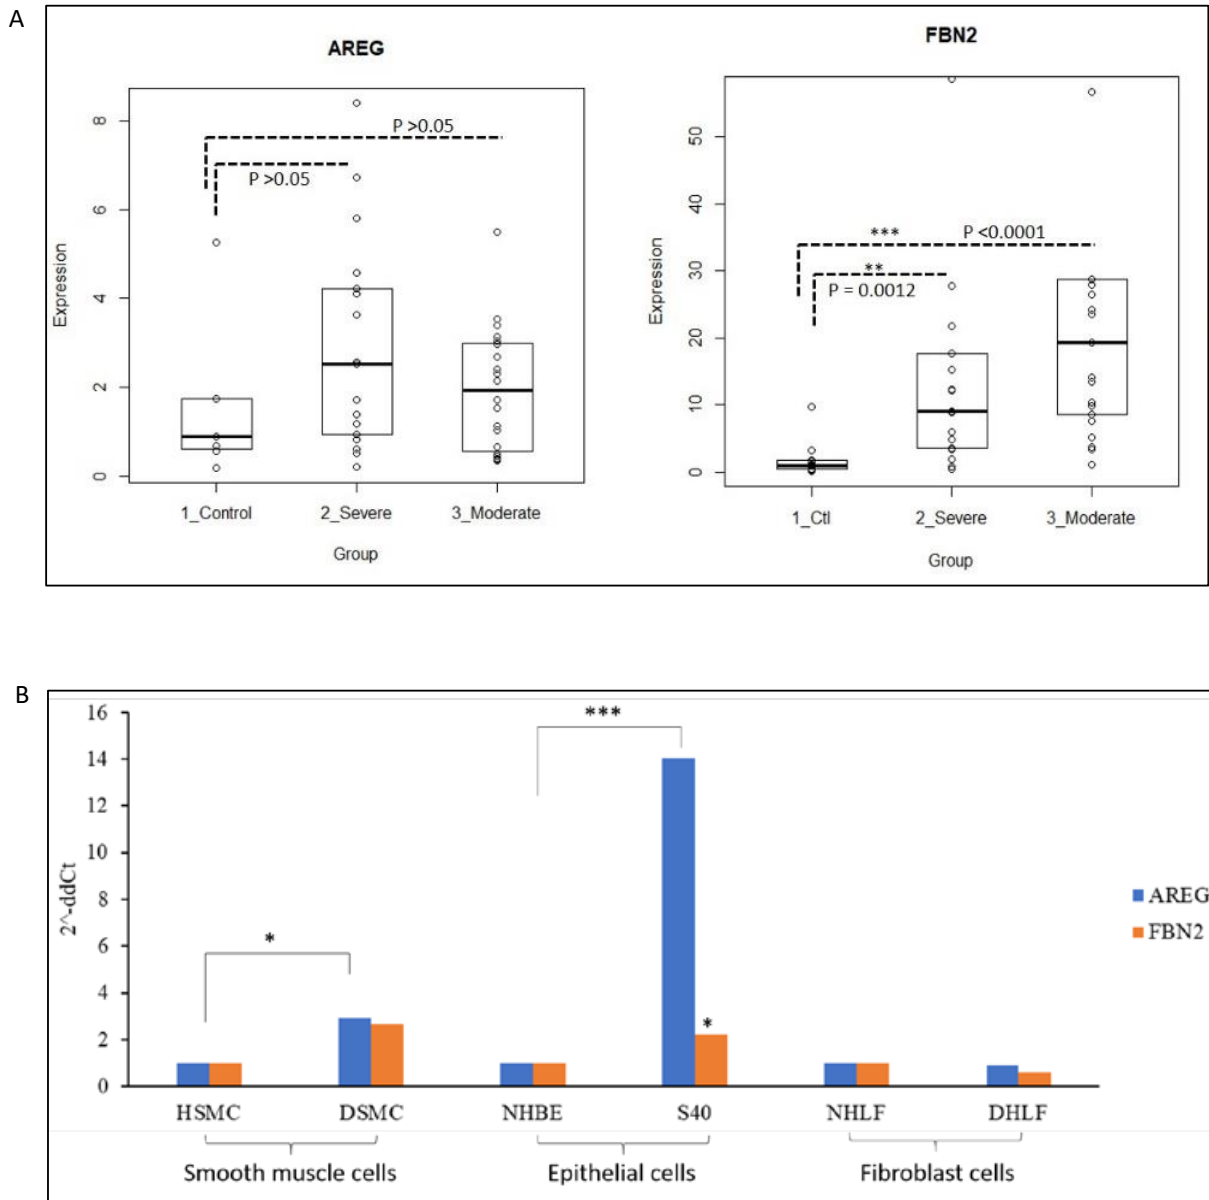 A
AREG
8
6
4
2
0
Expression
P >0.05
P >0.05
1_Control 2_Severe 3_Moderate
Group
FBN2
50
40
30
20
10
0
Expression
*** P <0.0001
**
P = 0.0012
1_Ctl 2_Severe 3_Moderate
Group
B
16
14
12
10
8
6
4
2
0
2^-ddCt
*
***
*
AREG
FBN2
HSMC DSMC NHBE S40 NHLF DHLF
Smooth muscle cells Epithelial cells Fibroblast cells